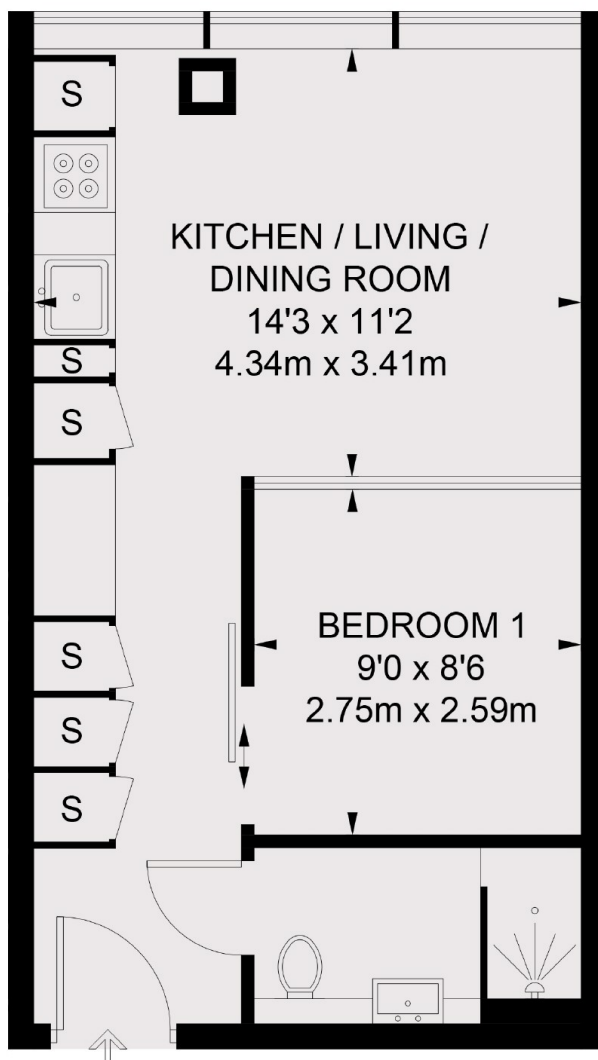 S
KITCHEN / LIVING /
DINING ROOM
14'3 x 11'2
4.34m x 3.41m
S
S
BEDROOM 1
9'0 x 8'6
2.75m x 2.59m
S
S
S